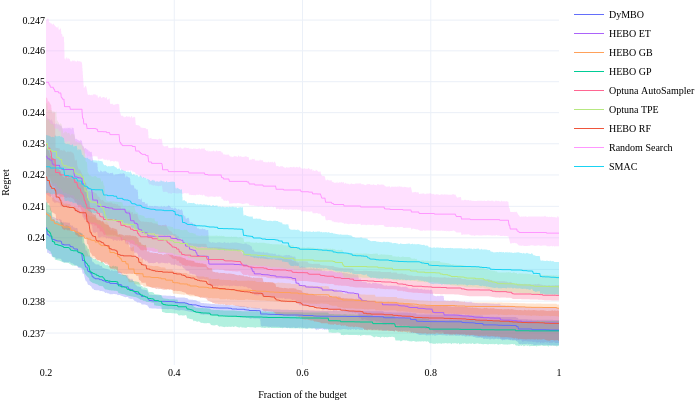 0.247
0.246
0.245
0.244
0.243
0.242
0.241
0.24
0.239
0.238
0.237
Regret
0.2
0.4
0.6
0.8
1
Fraction of the budget
DyMBO
HEBO ET
HEBO GB
HEBO GP
Optuna AutoSampler
Optuna TPE
HEBO RF
Random Search
SMAC